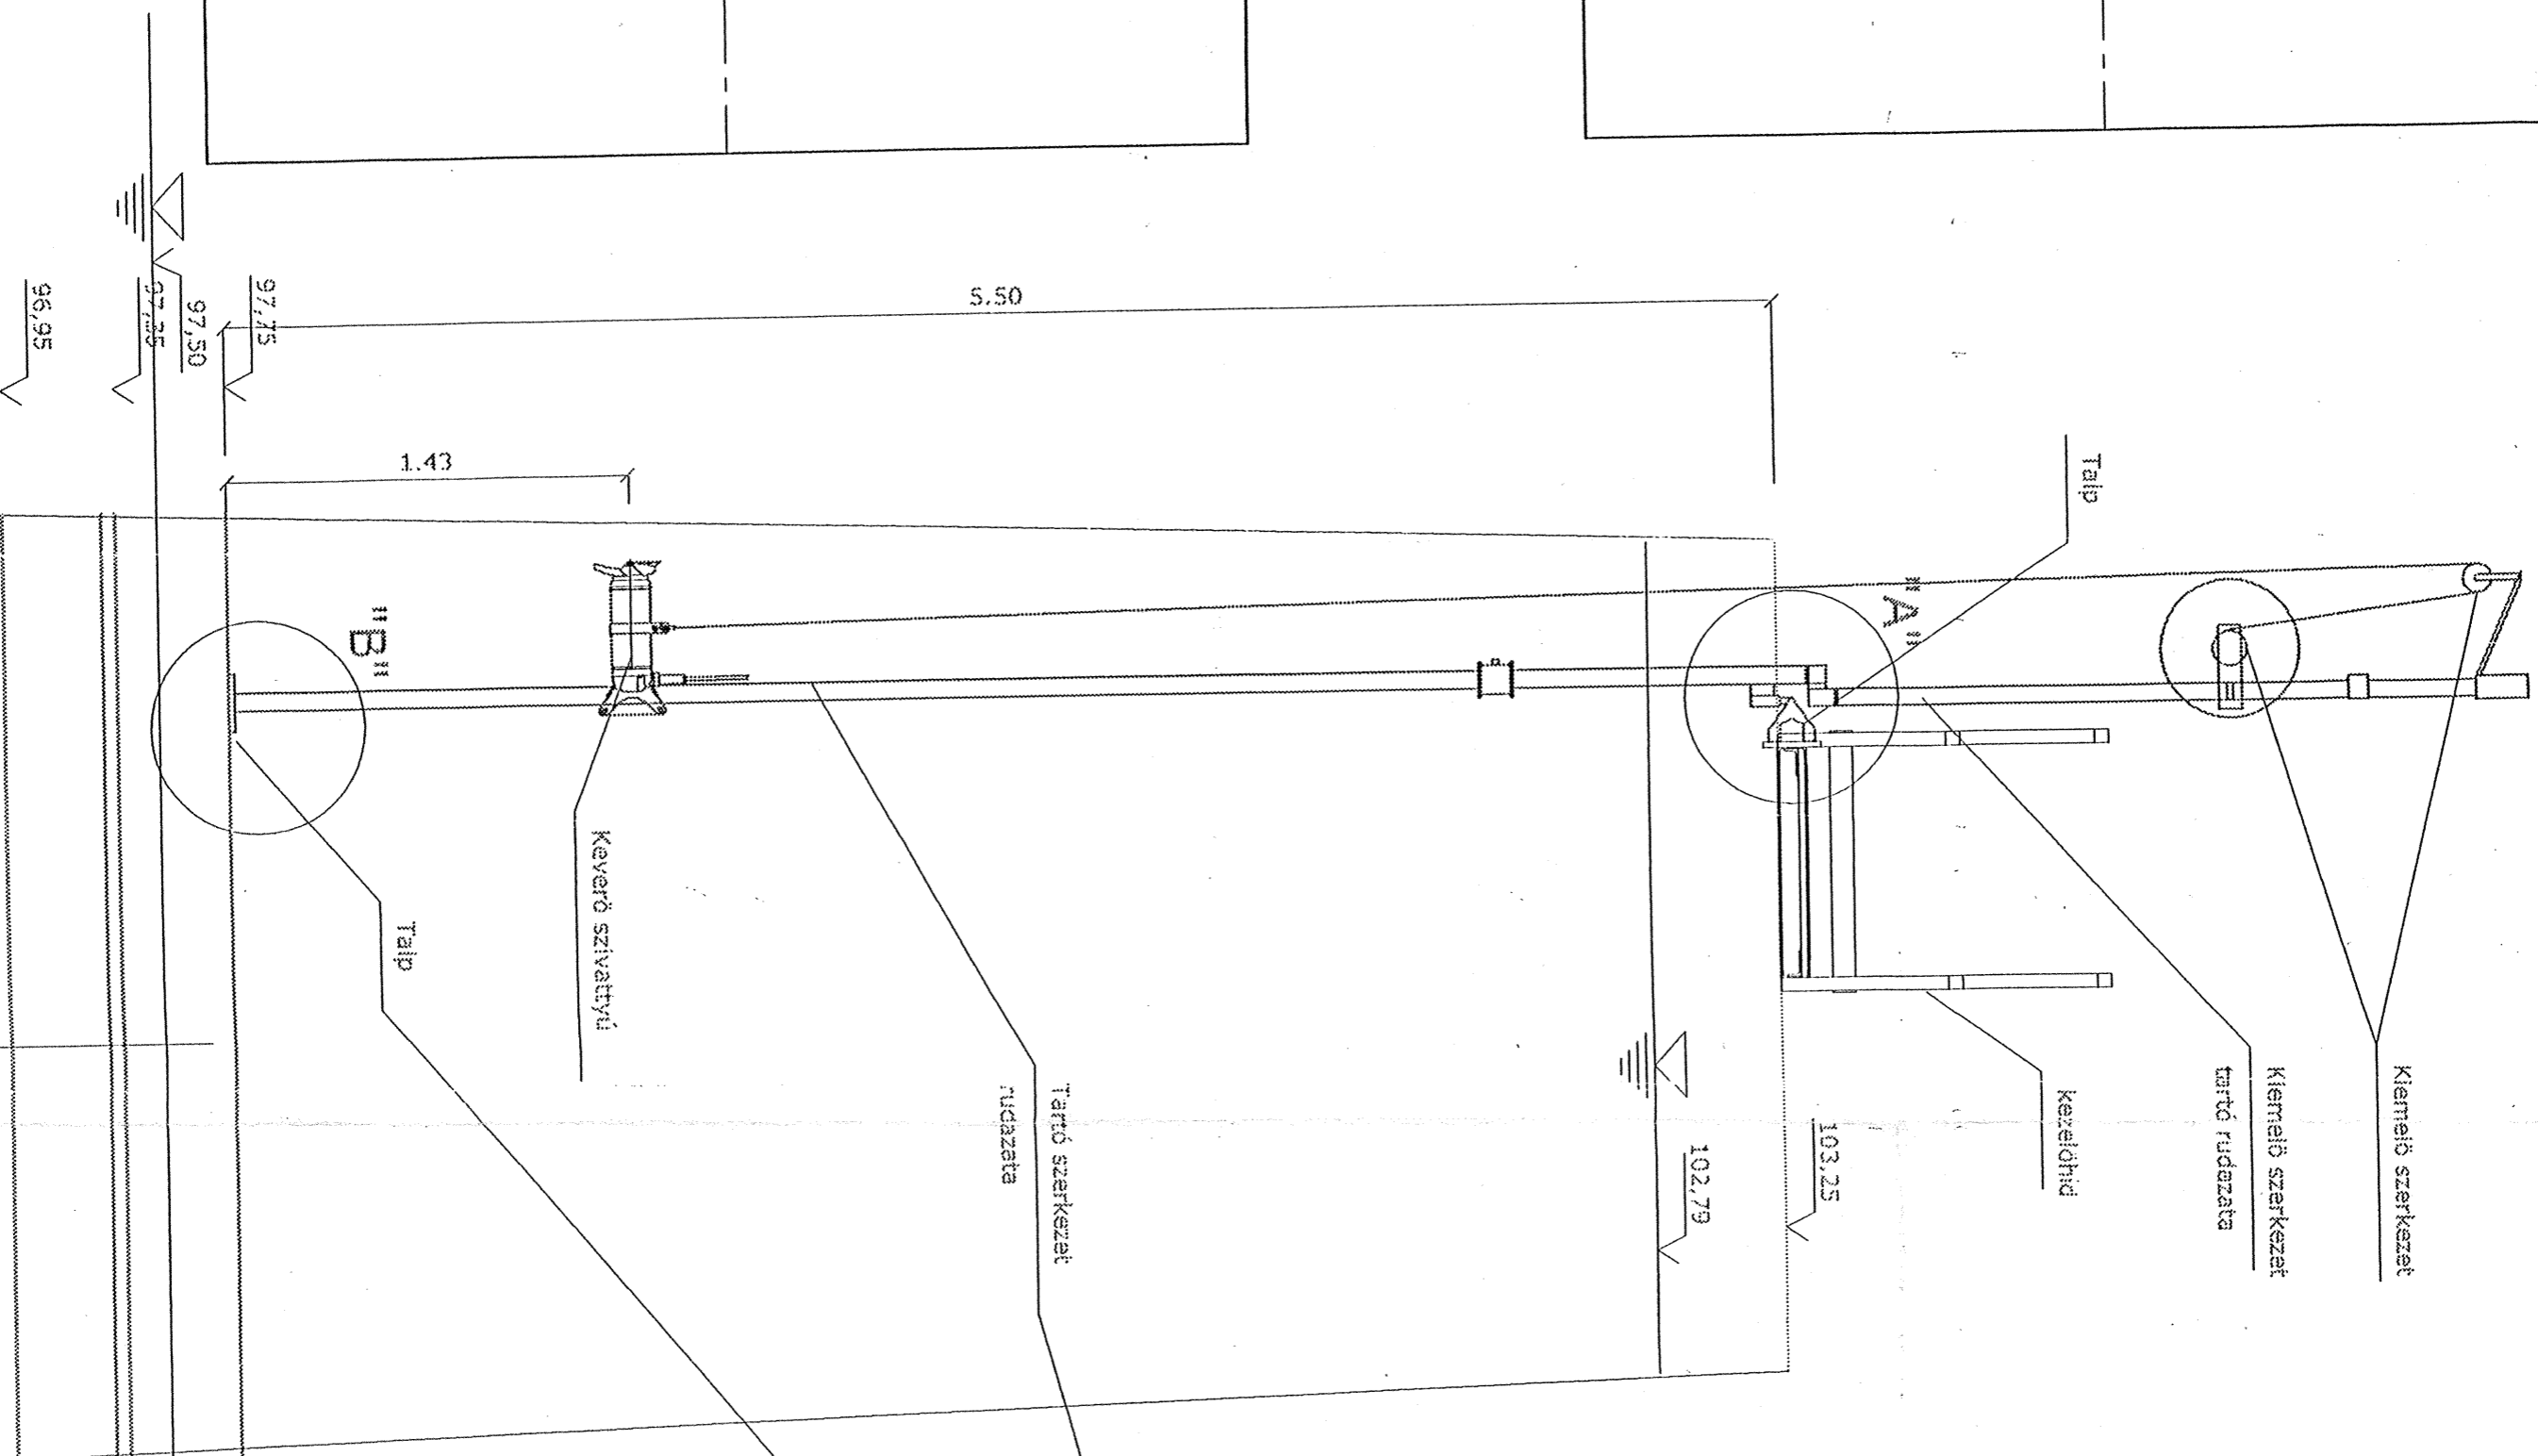 Kiemelő szerkezet
Kiemelő szerkezet
tartó rudazata
kezelőhíd
Talp
"A"
103,25
102,79
Tartó szerkezet
rudazata
5.50
Keverő szivattyú
1.43
"B"
Talp
97,75
97,50
96,95